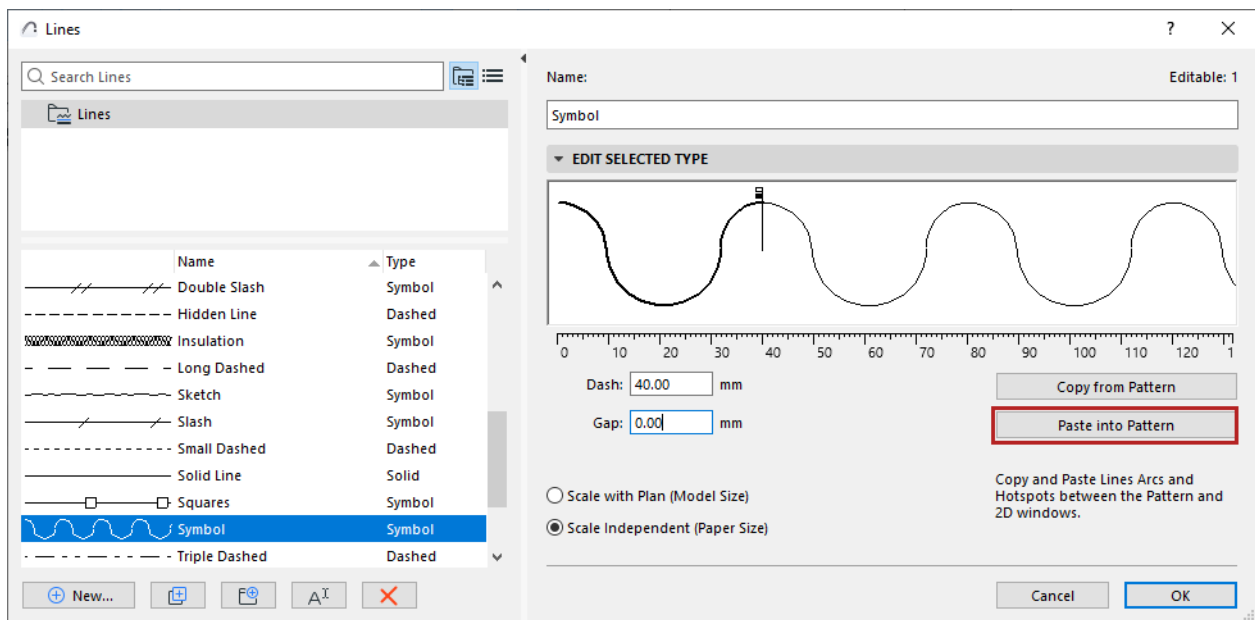 Lines
?
Search Lines
Lines
Name Type
Double Slash Symbol
Hidden Line Dashed
Insulation Symbol
Long Dashed Dashed
Sketch Symbol
Slash Symbol
Small Dashed Dashed
Solid Line Solid
Squares Symbol
Symbol Symbol
Triple Dashed Dashed
New...
Name: Editable: 1
Symbol
EDIT SELECTED TYPE
0 10 20 30 40 50 60 70 80 90 100 110 120 1
Dash: 40.00 mm
Copy from Pattern
Gap: 0.00 mm
Paste into Pattern
Copy and Paste Lines Arcs and
Hotspots between the Pattern and
2D windows.
Scale with Plan (Model Size)
Scale Independent (Paper Size)
Cancel OK